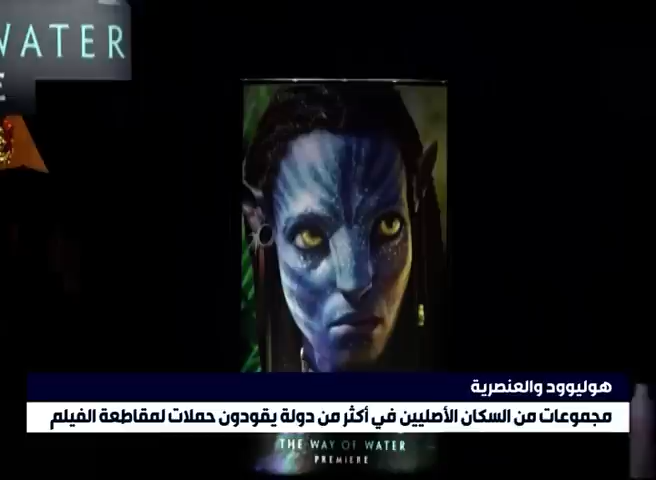 WATER
E
هوليوود والعنصرية
مجموعات من السكان الأصليين في أكثر من دولة يقودون حملات لمقاطعة الفيلم
THE WAY OF WATER
PREMIERE